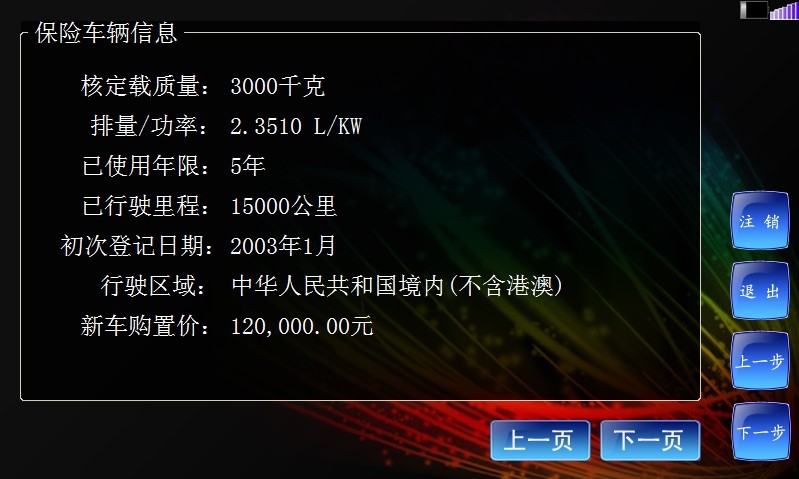 保险车辆信息
核定载质量： 3000千克
排量/功率： 2.3510 L/KW
已使用年限： 5年
已行驶里程： 15000公里
初次登记日期： 2003年1月
行驶区域： 中华人民共和国境内(不含港澳)
新车购置价： 120,000.00元
注 销
退 出
上一步
下一步
上一页 下一页